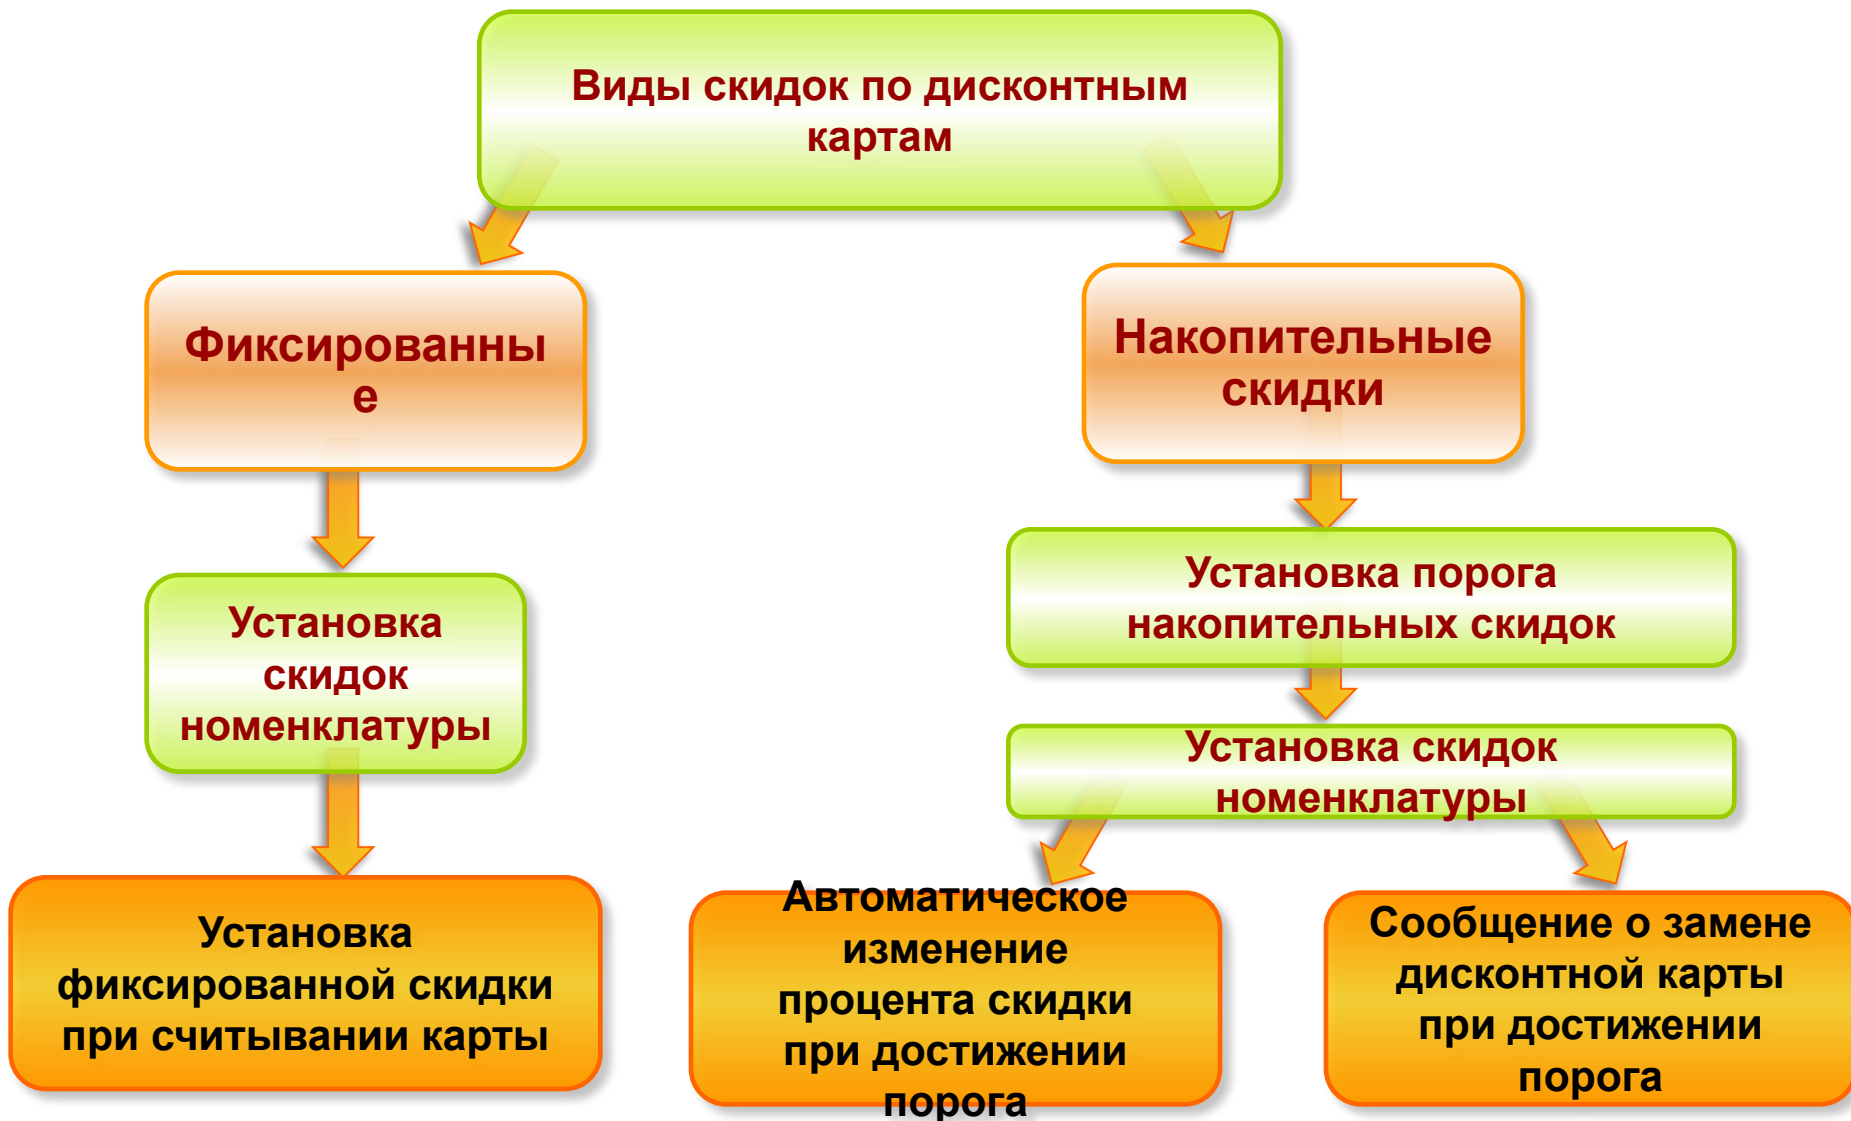 Виды скидок по дисконтным
картам
Фиксированны
е
Накопительные
скидки
Установка
скидок
номенклатуры
Установка порога
накопительных скидок
Установка скидок
номенклатуры
Установка
фиксированной скидки
при считывании карты
Автоматическое
изменение
процента скидки
при достижении
порога
Сообщение о замене
дисконтной карты
при достижении
порога